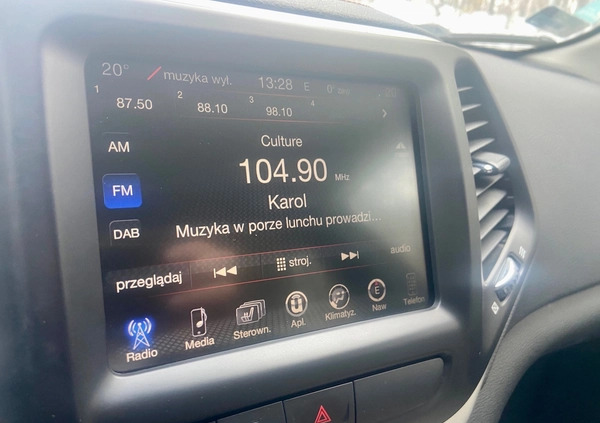 20° muzyka wył. 13:28 E 0°
1 87.50 2 88.10 3 98.10 4
AM
Culture
104.90 MHz
FM
Karol
Muzyka w porze lunchu prowadzi...
DAB
przeglądaj
stroj.
audio
Radio
Media
Sterown.
Apl.
Klimatyz.
Naw
Telefon